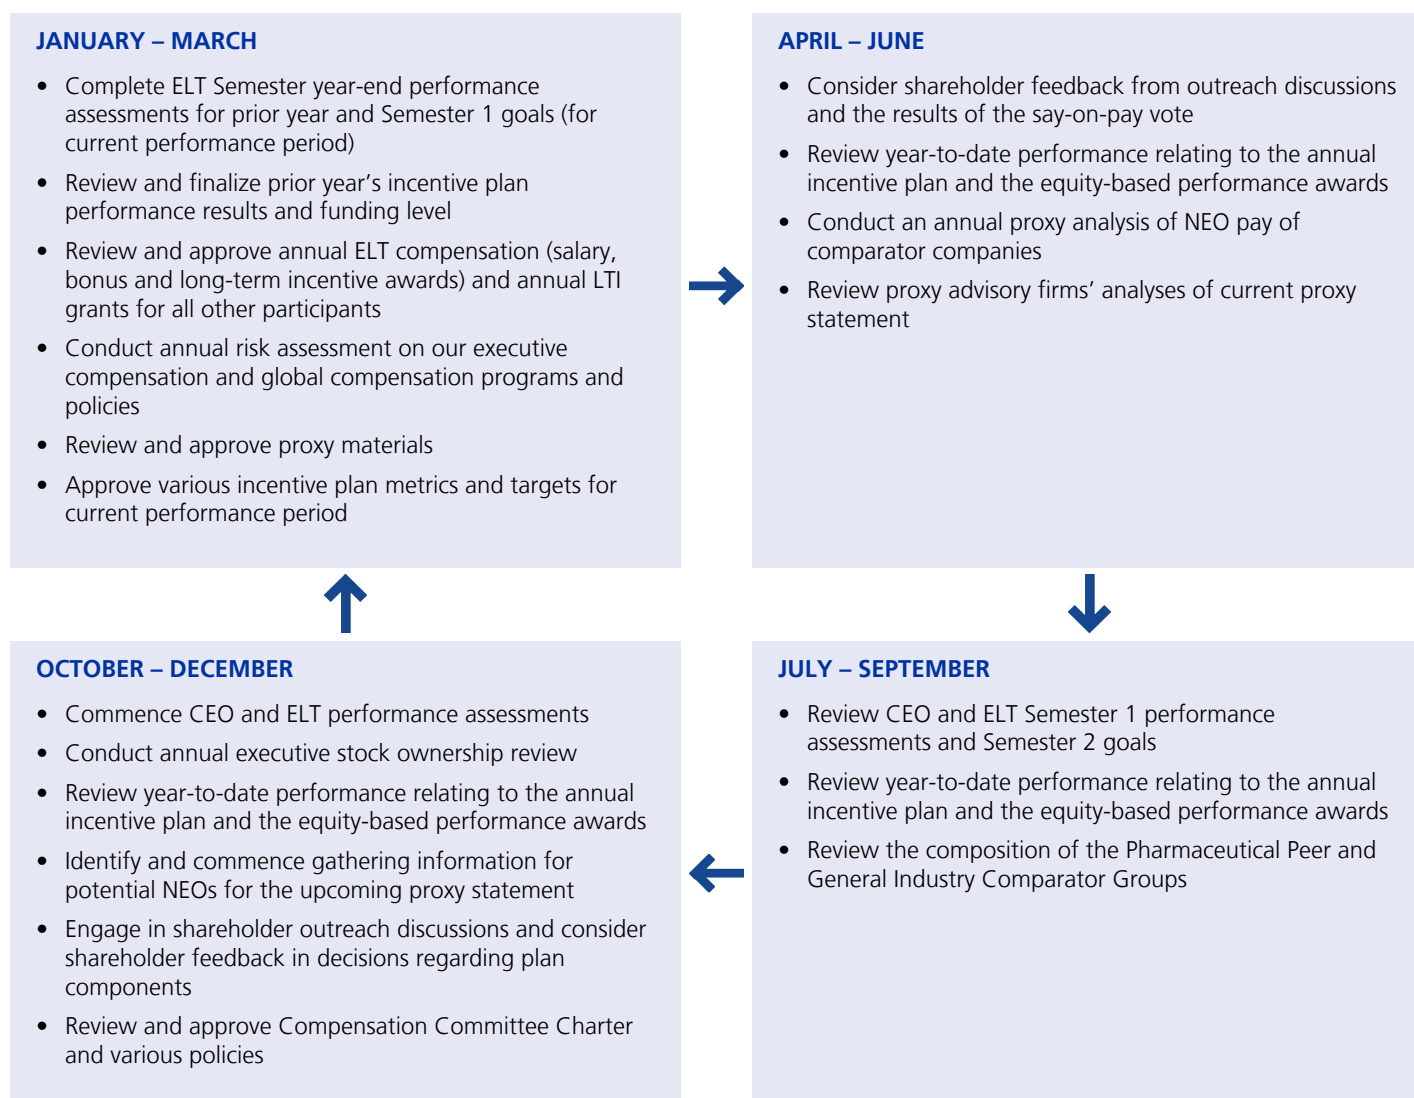 JANUARY – MARCH
• Complete ELT Semester year-end performance
assessments for prior year and Semester 1 goals (for
current performance period)
• Review and finalize prior year’s incentive plan
performance results and funding level
• Review and approve annual ELT compensation (salary,
bonus and long-term incentive awards) and annual LTI
grants for all other participants
• Conduct annual risk assessment on our executive
compensation and global compensation programs and
policies
• Review and approve proxy materials
• Approve various incentive plan metrics and targets for
current performance period
APRIL – JUNE
• Consider shareholder feedback from outreach discussions
and the results of the say-on-pay vote
• Review year-to-date performance relating to the annual
incentive plan and the equity-based performance awards
• Conduct an annual proxy analysis of NEO pay of
comparator companies
• Review proxy advisory firms’ analyses of current proxy
statement
JULY – SEPTEMBER
• Review CEO and ELT Semester 1 performance
assessments and Semester 2 goals
• Review year-to-date performance relating to the annual
incentive plan and the equity-based performance awards
• Review the composition of the Pharmaceutical Peer and
General Industry Comparator Groups
OCTOBER – DECEMBER
• Commence CEO and ELT performance assessments
• Conduct annual executive stock ownership review
• Review year-to-date performance relating to the annual
incentive plan and the equity-based performance awards
• Identify and commence gathering information for
potential NEOs for the upcoming proxy statement
• Engage in shareholder outreach discussions and consider
shareholder feedback in decisions regarding plan
components
• Review and approve Compensation Committee Charter
and various policies